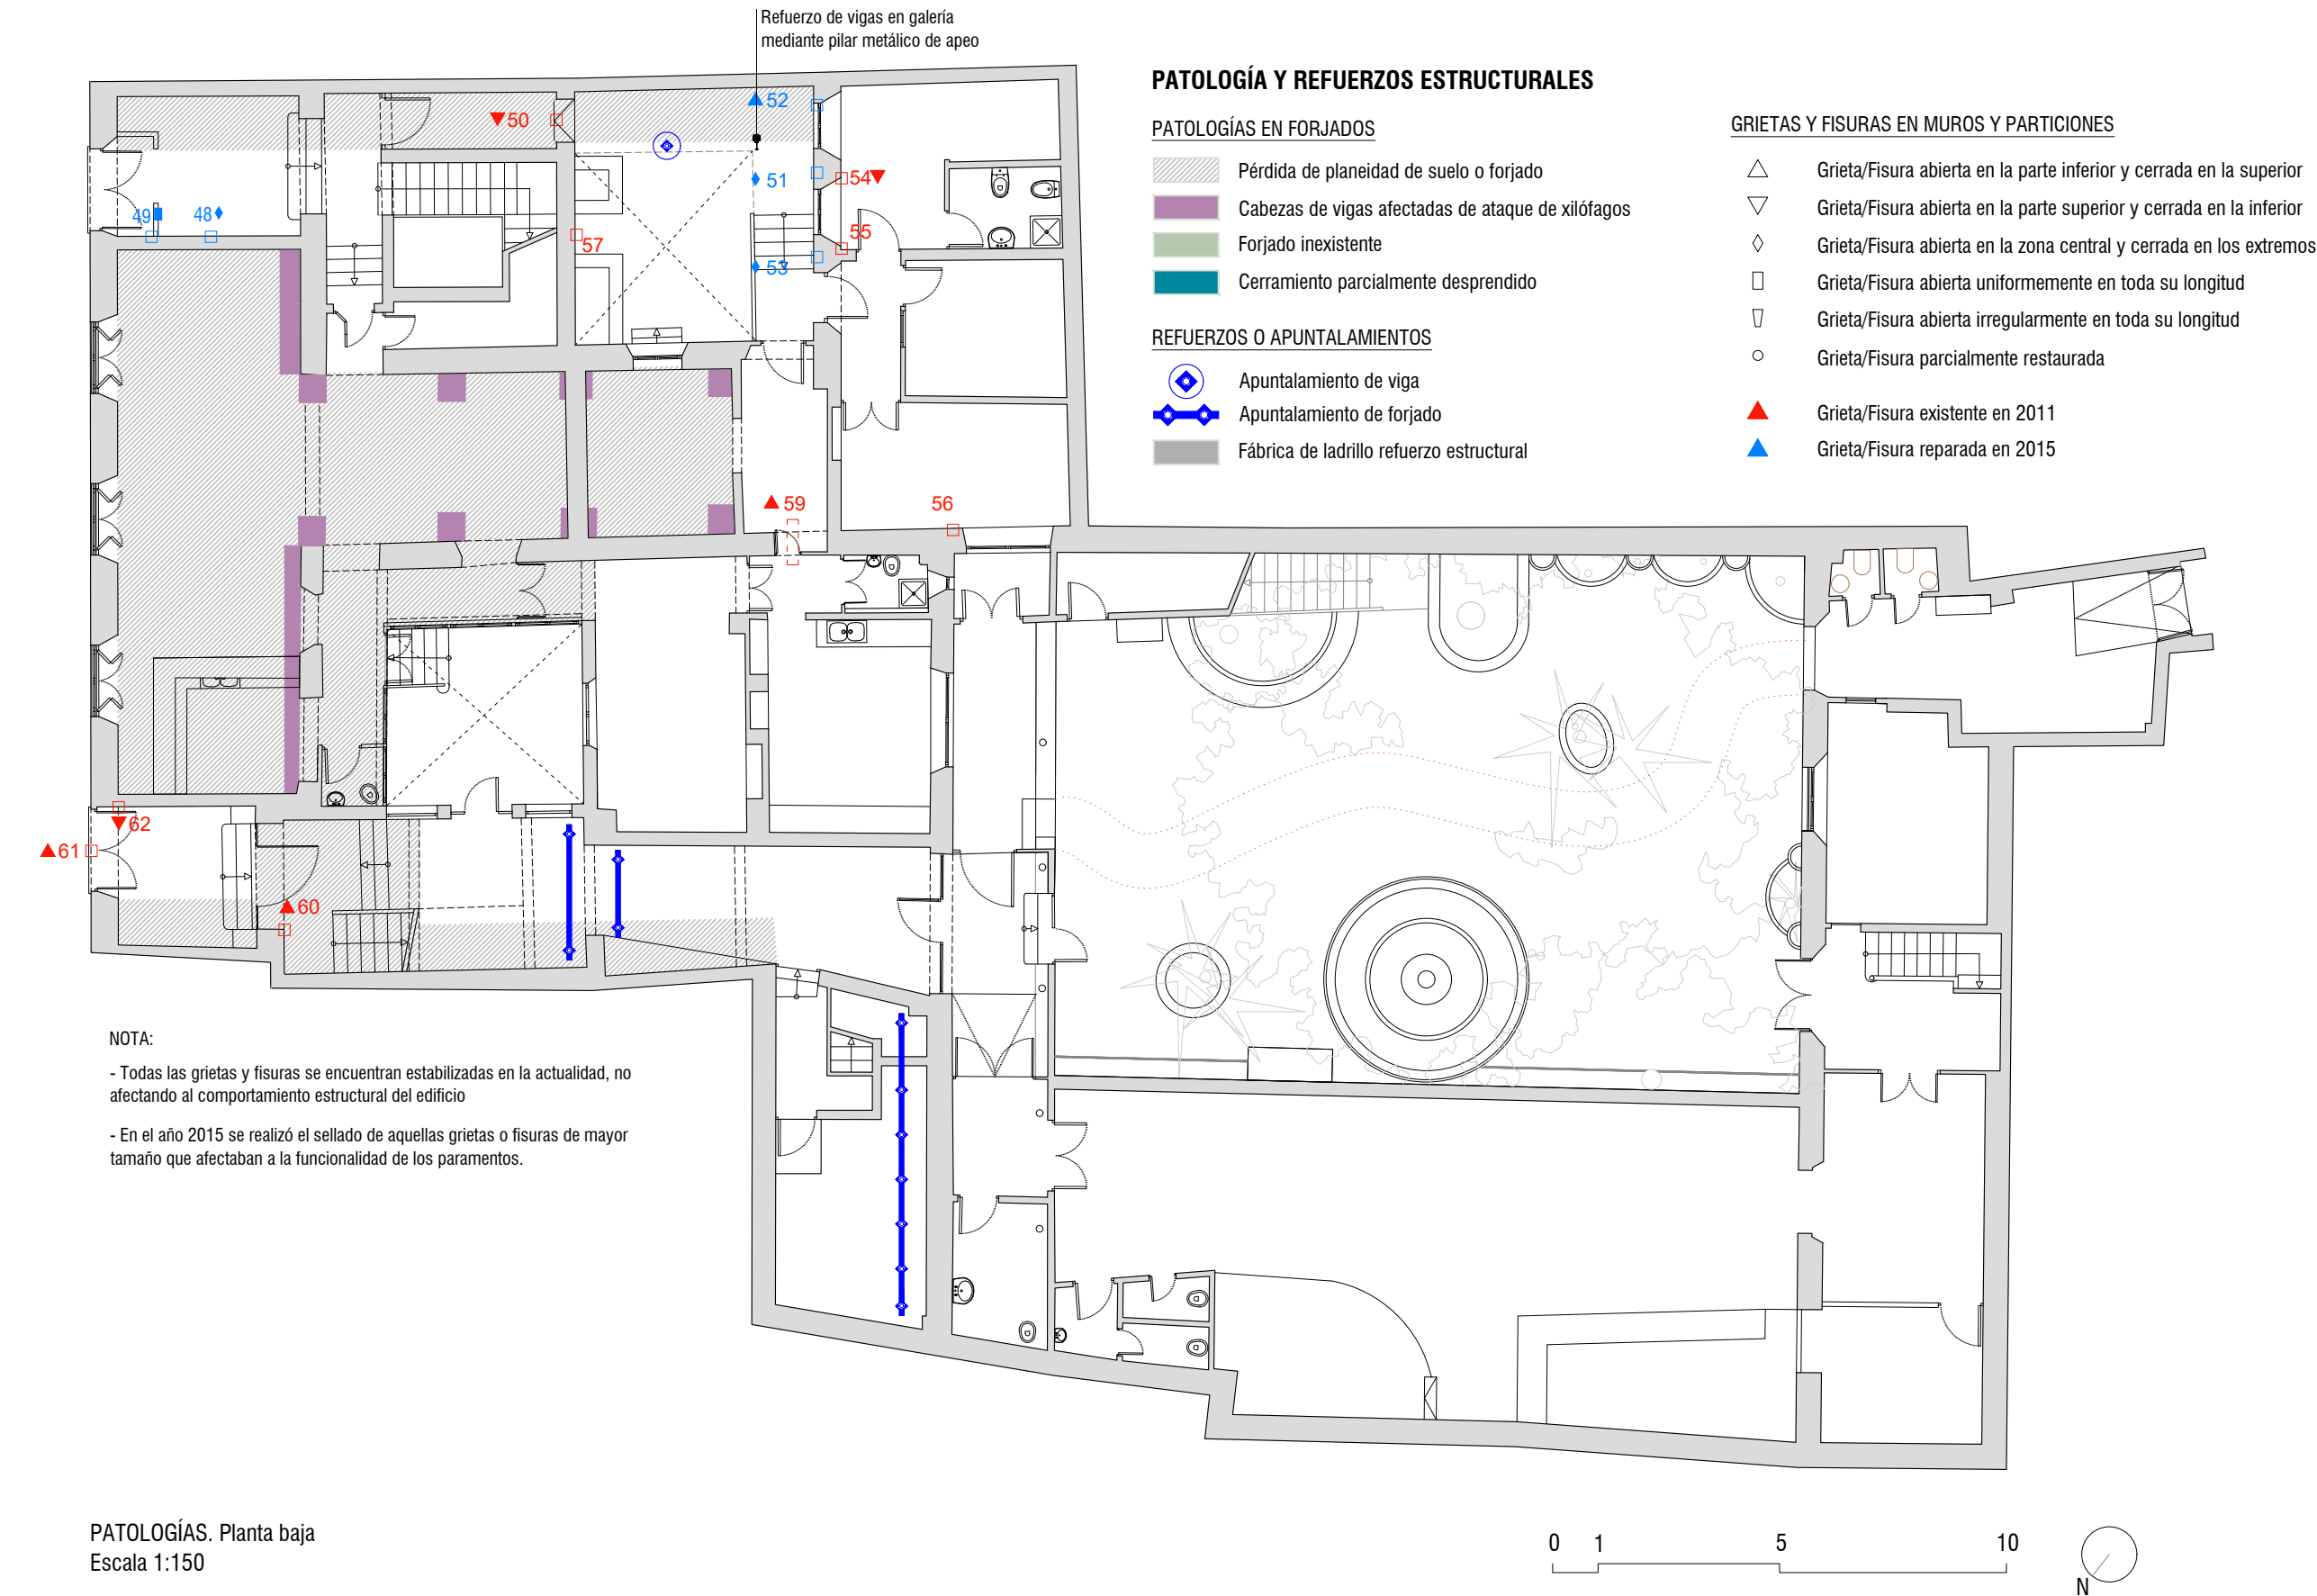 Refuerzo de vigas en galería
mediante pilar metálico de apeo
PATOLOGÍA Y REFUERZOS ESTRUCTURALES
PATOLOGÍAS EN FORJADOS
Pérdida de planeidad de suelo o forjado
Cabezas de vigas afectadas de ataque de xilófagos
Forjado inexistente
Cerramiento parcialmente desprendido
REFUERZOS O APUNTALAMIENTOS
Apuntalamiento de viga
Apuntalamiento de forjado
Fábrica de ladrillo refuerzo estructural
GRIETAS Y FISURAS EN MUROS Y PARTICIONES
Grieta/Fisura abierta en la parte inferior y cerrada en la superior
Grieta/Fisura abierta en la parte superior y cerrada en la inferior
Grieta/Fisura abierta en la zona central y cerrada en los extremos
Grieta/Fisura abierta uniformemente en toda su longitud
Grieta/Fisura abierta irregularmente en toda su longitud
Grieta/Fisura parcialmente restaurada
Grieta/Fisura existente en 2011
Grieta/Fisura reparada en 2015
52
50
51
54
49
48
55
57
53
59
56
62
61
60
NOTA:
- Todas las grietas y fisuras se encuentran estabilizadas en la actualidad, no
afectando al comportamiento estructural del edificio
- En el año 2015 se realizó el sellado de aquellas grietas o fisuras de mayor
tamaño que afectaban a la funcionalidad de los paramentos.
PATOLOGÍAS. Planta baja
Escala 1:150
0 1 5 10
N